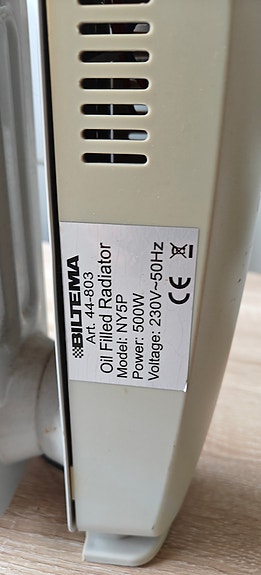 BILTEMA
Art. 44-803
Oil Filled Radiator
Model: NY5P
Power: 500W
Voltage: 230V~50Hz
CE